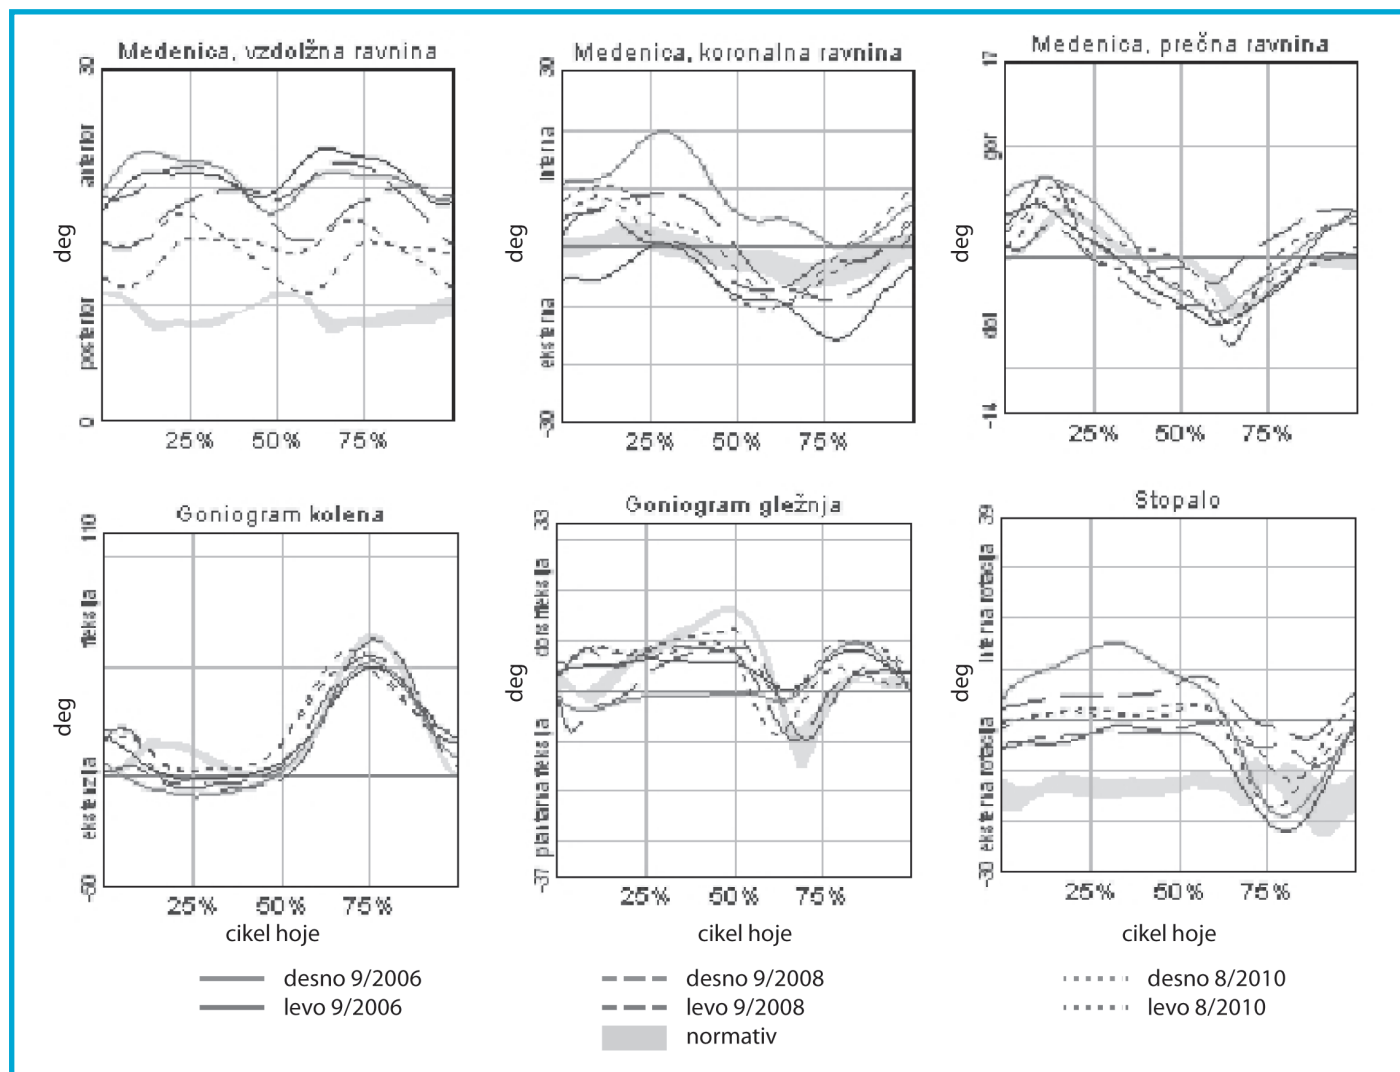 Medenica, vzdolžna ravnina
30
anterior
deg
posterior
0
25% 50% 75%
Medenica, koronalna ravnina
30
interna
deg
eksterna
-30
25% 50% 75%
Medenica, prečna ravnina
17
gor
deg
dol
-14
25% 50% 75%
Goniogram kolena
110
fleksija
deg
ekstenzija
25% 50% 75%
cikel hoje
Goniogram gležnja
33
dorsifleksija
deg
plantarna fleksija
-37
25% 50% 75%
cikel hoje
Stopalo
39
interna rotacija
deg
eksterna rotacija
-30
25% 50% 75%
cikel hoje
desno 9/2006
levo 9/2006
desno 9/2008
levo 9/2008
normativ
desno 8/2010
levo 8/2010